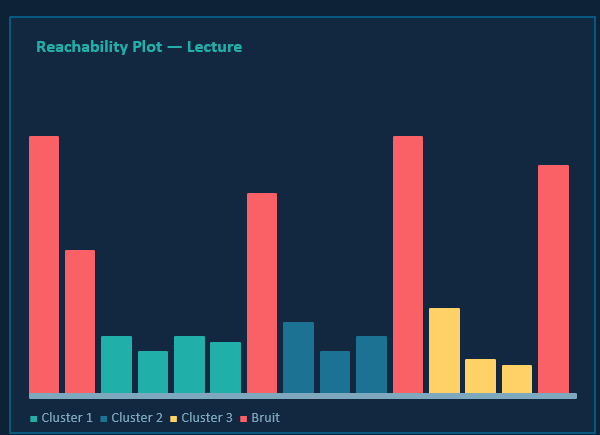 Reachability Plot — Lecture
■ Cluster 1 ■ Cluster 2 ■ Cluster 3 ■ Bruit